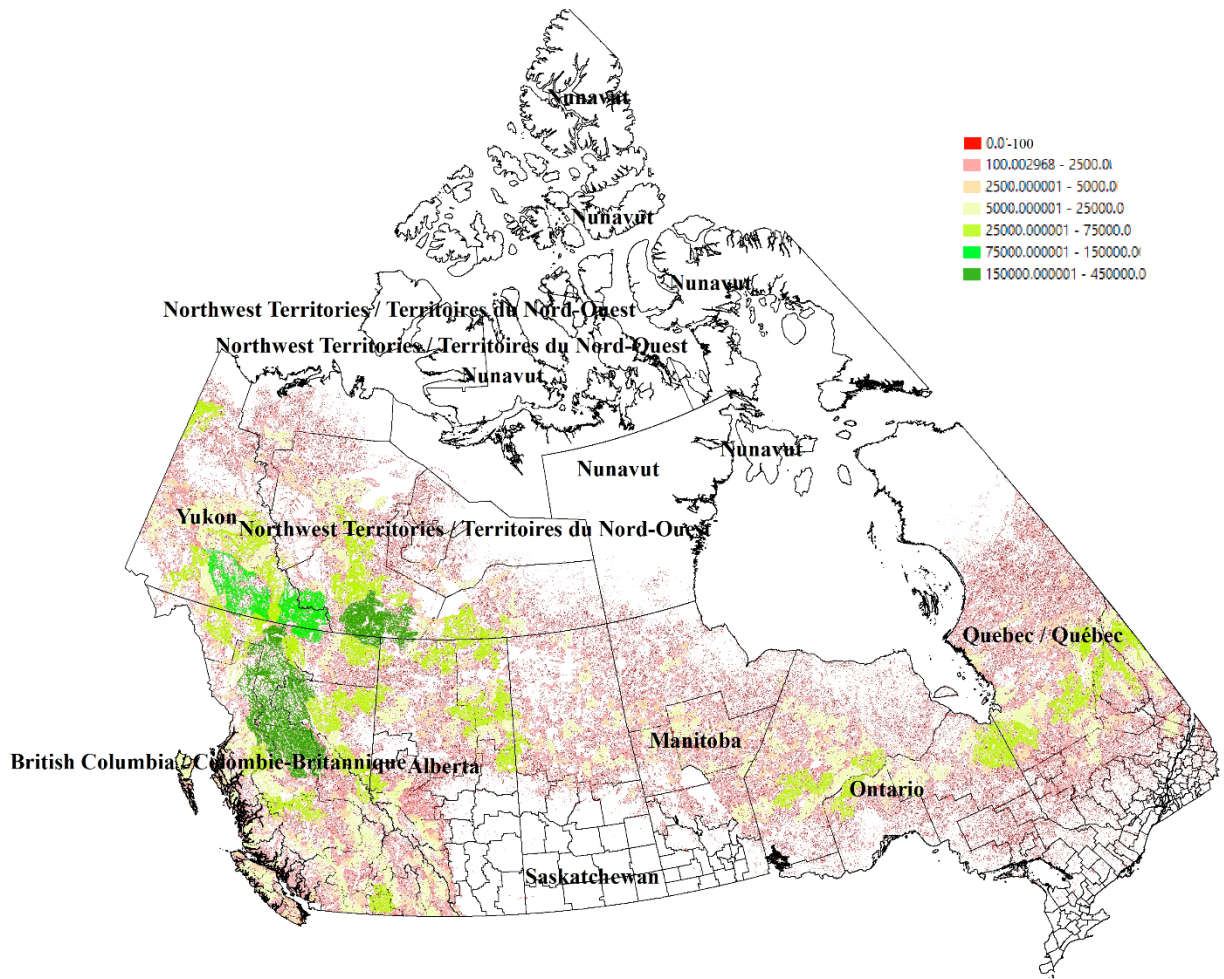 Nunavut
0.0'-100
100.002968 - 2500.0
2500.000001 - 5000.0
5000.000001 - 25000.0
25000.000001 - 75000.0
75000.000001 - 150000.0
150000.000001 - 450000.0
Nunavut
Nunavut
Northwest Territories / Territoires du Nord-Ouest
Northwest Territories / Territoires du Nord-Ouest
Nunavut
Nunavut
Nunavut
Yukon
Northwest Territories / Territoires du Nord-Ouest
Quebec / Québec
Manitoba
British Columbia / Colombie-Britannique
Alberta
Ontario
Saskatchewan